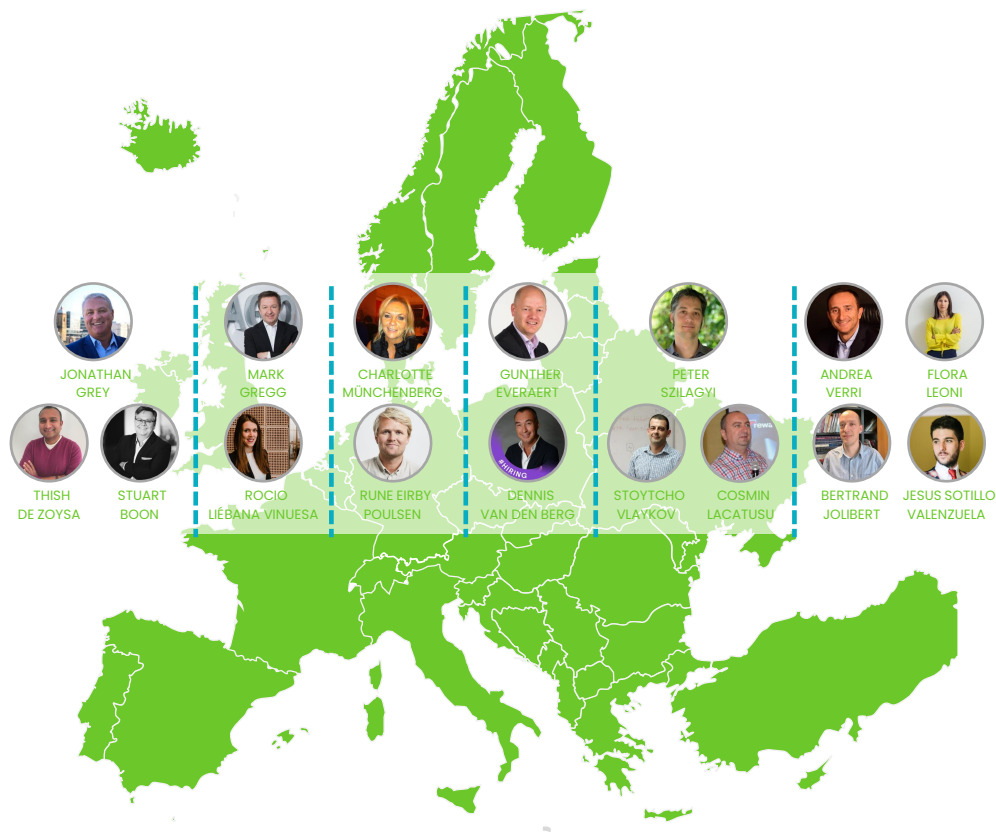 JONATHAN
GREY
MARK
GREGG
CHARLOTTE
MÜNCHENBERG
GUNTHER
EVERAERT
PETER
SZILAGYI
ANDREA
VERRI
FLORA
LEONI
THISH
DE ZOYSA
STUART
BOON
ROCIO
LIÉBANA VINUESA
RUNE EIRBY
POULSEN
#HIRING
DENNIS
VAN DEN BERG
STOYTCHO
VLAYKOV
rewa
COSMIN
LACATUSU
BERTRAND
JOLIBERT
JESUS SOTILLO
VALENZUELA